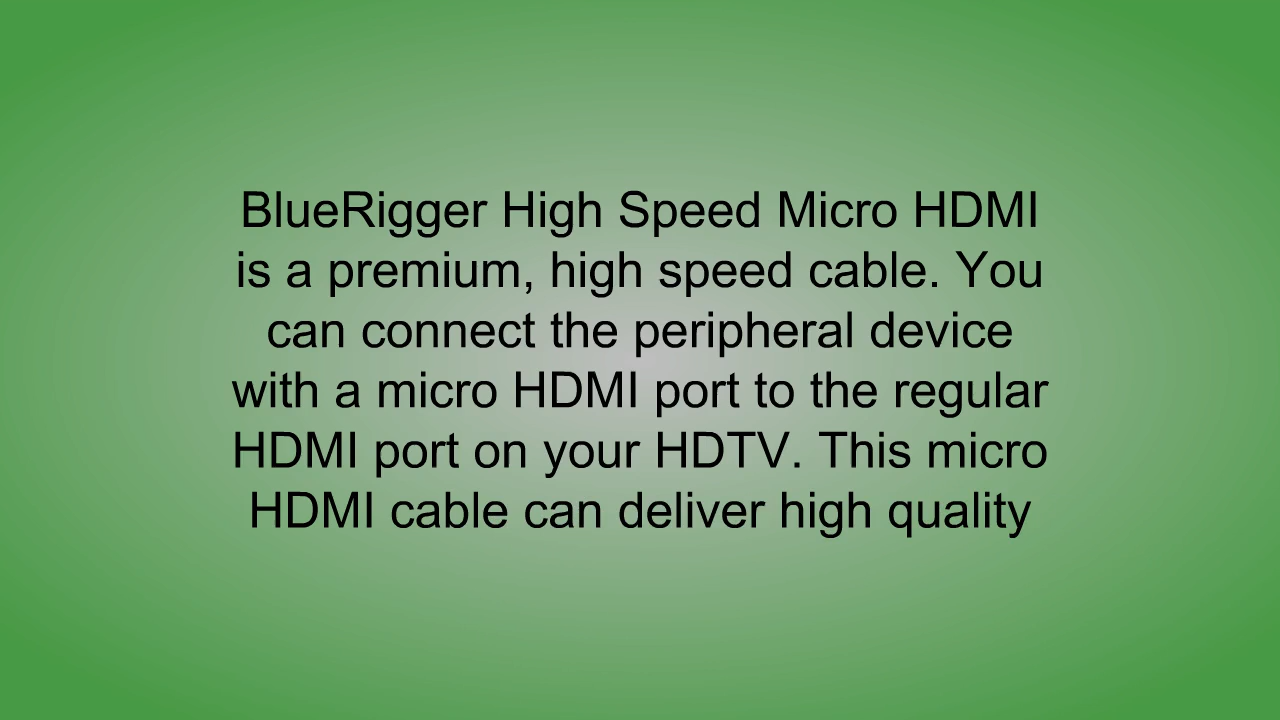 BlueRigger High Speed Micro HDMI
is a premium, high speed cable. You
can connect the peripheral device
with a micro HDMI port to the regular
HDMI port on your HDTV. This micro
HDMI cable can deliver high quality